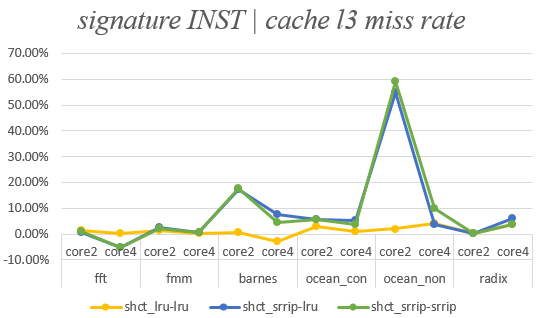 signature INST | cache l3 miss rate
70.00%
60.00%
50.00%
40.00%
30.00%
20.00%
10.00%
0.00%
-10.00%
core2 core4 core2 core4 core2 core4 core2 core4 core2 core4 core2 core4
fft fmm barnes ocean_con ocean_non radix
shct_lru-lru shct_srrip-lru shct_srrip-srrip